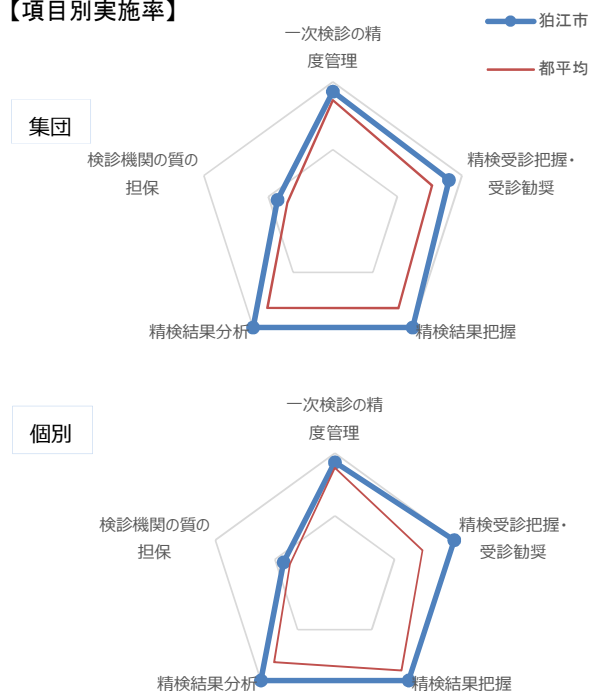 【項目別実施率】
狛江市
都平均
集団
一次検診の精
度管理
精検受診把握・
受診勧奨
精検結果把握
精検結果分析
検診機関の質の
担保
個別
一次検診の精
度管理
精検受診把握・
受診勧奨
精検結果把握
精検結果分析
検診機関の質の
担保